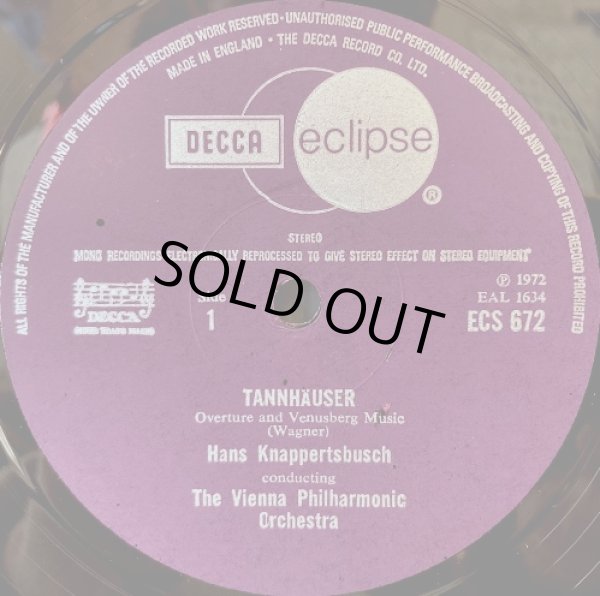 ALL RIGHTS OF THE MANUFACTURER AND OF THE OWNER OF THE RECORDED WORK RESERVED · UNAUTHORISED PUBLIC PERFORMANCE BROADCASTING AND COPYING OF THIS RECORD PROHIBITED
MADE IN ENGLAND · THE DECCA RECORD CO. LTD.
DECCA eclipse ®
STEREO
MONO RECORDINGS ELECTRONICALLY REPROCESSED TO GIVE STEREO EFFECT ON STEREO EQUIPMENT
SOLD OUT
DECCA
Side
1
℗ 1972
EAL 1634
ECS 672
TANNHÄUSER
Overture and Venusberg Music
(Wagner)
Hans Knappertsbusch
conducting
The Vienna Philharmonic
Orchestra